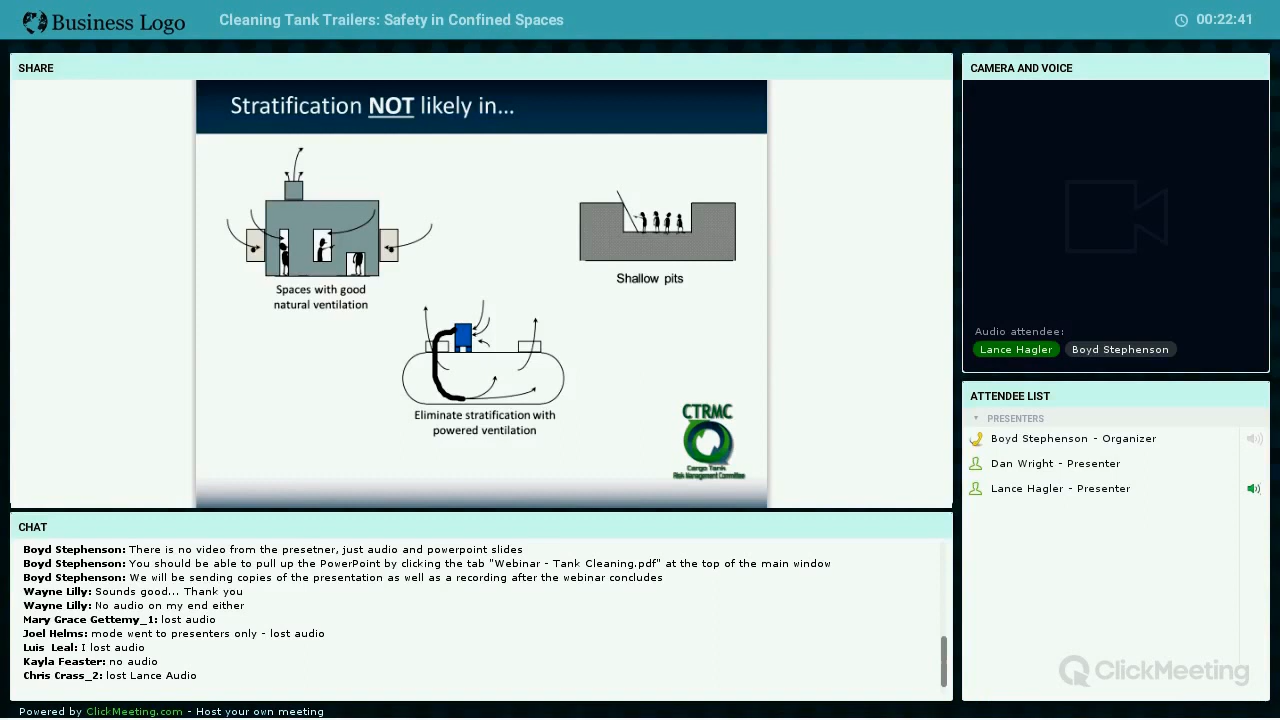 Business Logo
Cleaning Tank Trailers: Safety in Confined Spaces
00:22:41
SHARE
Stratification NOT likely in...
Spaces with good
natural ventilation
Shallow pits
Eliminate stratification with
powered ventilation
CTRMC
Cargo Tank
Risk Management Committee
CAMERA AND VOICE
Audio attendee:
Lance Hagler Boyd Stephenson
ATTENDEE LIST
PRESENTERS
Boyd Stephenson - Organizer
Dan Wright - Presenter
Lance Hagler - Presenter
CHAT
Boyd Stephenson: There is no video from the presetner, just audio and powerpoint slides
Boyd Stephenson: You should be able to pull up the PowerPoint by clicking the tab "Webinar - Tank Cleaning.pdf" at the top of the main window
Boyd Stephenson: We will be sending copies of the presentation as well as a recording after the webinar concludes
Wayne Lilly: Sounds good... Thank you
Wayne Lilly: No audio on my end either
Mary Grace Gettemy_1: lost audio
Joel Helms: mode went to presenters only - lost audio
Luis Leal: I lost audio
Kayla Feaster: no audio
Chris Crass_2: lost Lance Audio
ClickMeeting
Powered by ClickMeeting.com - Host your own meeting